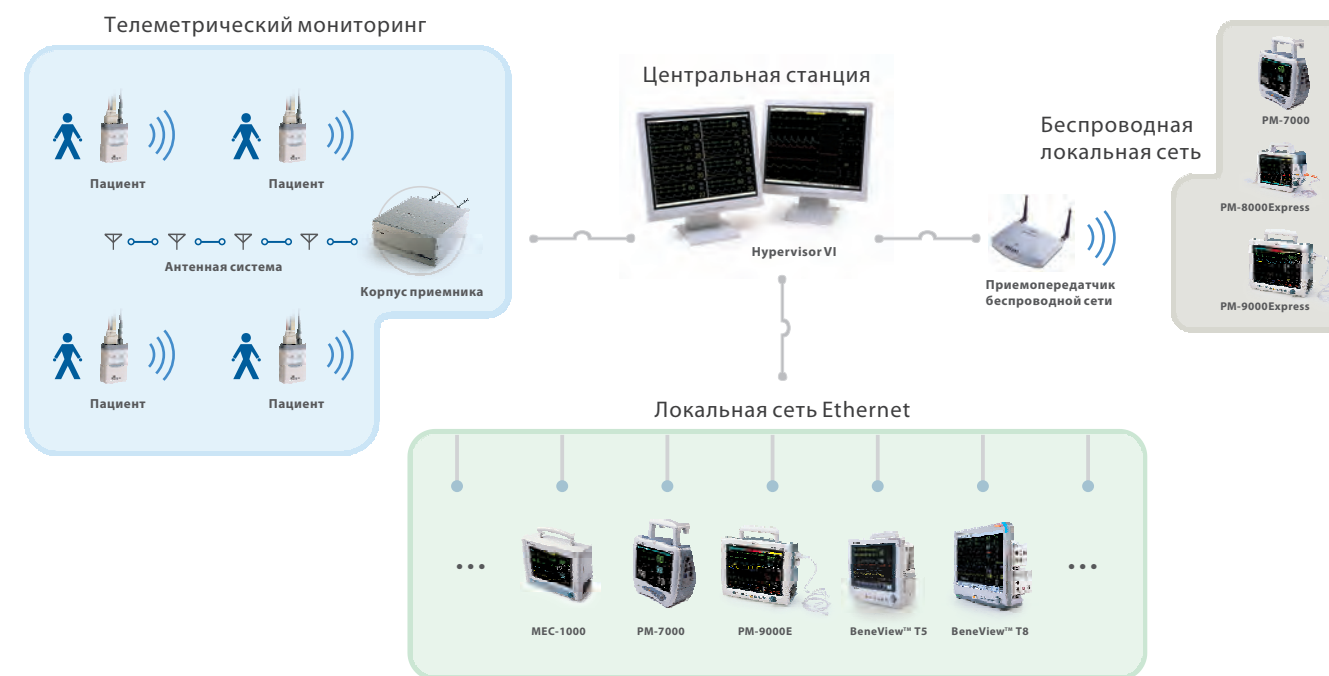 Телеметрический мониторинг
Пациент
Пациент
Антенная система
Корпус приемника
Пациент
Пациент
Центральная станция
Hypervisor VI
Беспроводная
локальная сеть
Приемопередатчик
беспроводной сети
PM-7000
PM-8000Express
PM-9000Express
Локальная сеть Ethernet
...
MEC-1000
PM-7000
PM-9000E
BeneView™ T5
BeneView™ T8
...